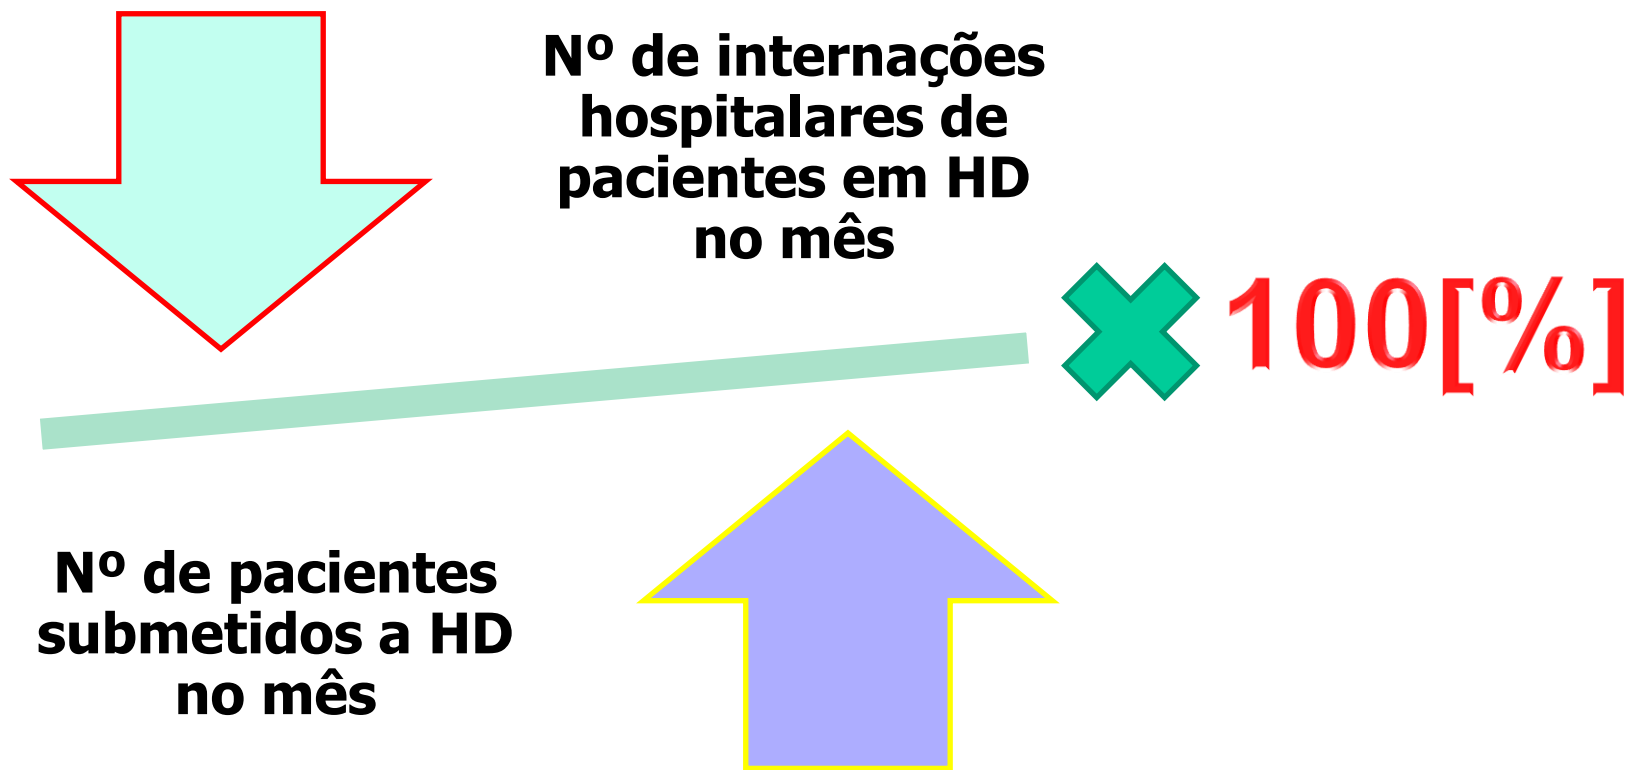 Nº de internações
hospitalares de
pacientes em HD
no mês
100[%]
Nº de pacientes
submetidos a HD
no mês